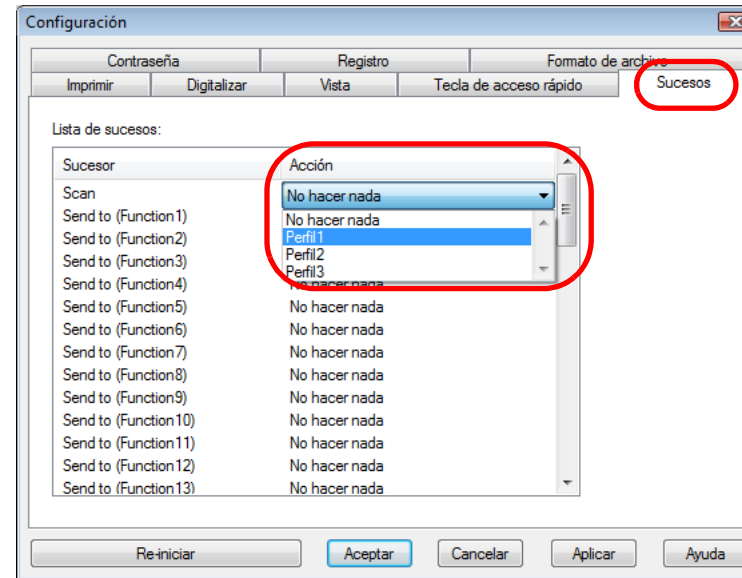 Configuración
Contraseña Registro Formato de archivo
Imprimir Digitalizar Vista Tecla de acceso rápido Sucesos
Lista de sucesos:
Sucesor Acción
Scan No hacer nada
Send to (Function1) No hacer nada
Send to (Function2) Perfil1
Perfil2
Send to (Function3) Perfil3
Send to (Function4) No hacer nada
Send to (Function5) No hacer nada
Send to (Function6) No hacer nada
Send to (Function7) No hacer nada
Send to (Function8) No hacer nada
Send to (Function9) No hacer nada
Send to (Function10) No hacer nada
Send to (Function11) No hacer nada
Send to (Function12) No hacer nada
Send to (Function13) No hacer nada
Re-iniciar Aceptar Cancelar Aplicar Ayuda